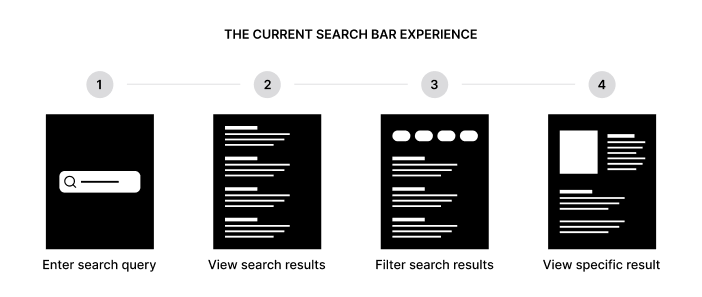 THE CURRENT SEARCH BAR EXPERIENCE
1
2
3
4
Enter search query
View search results
Filter search results
View specific result